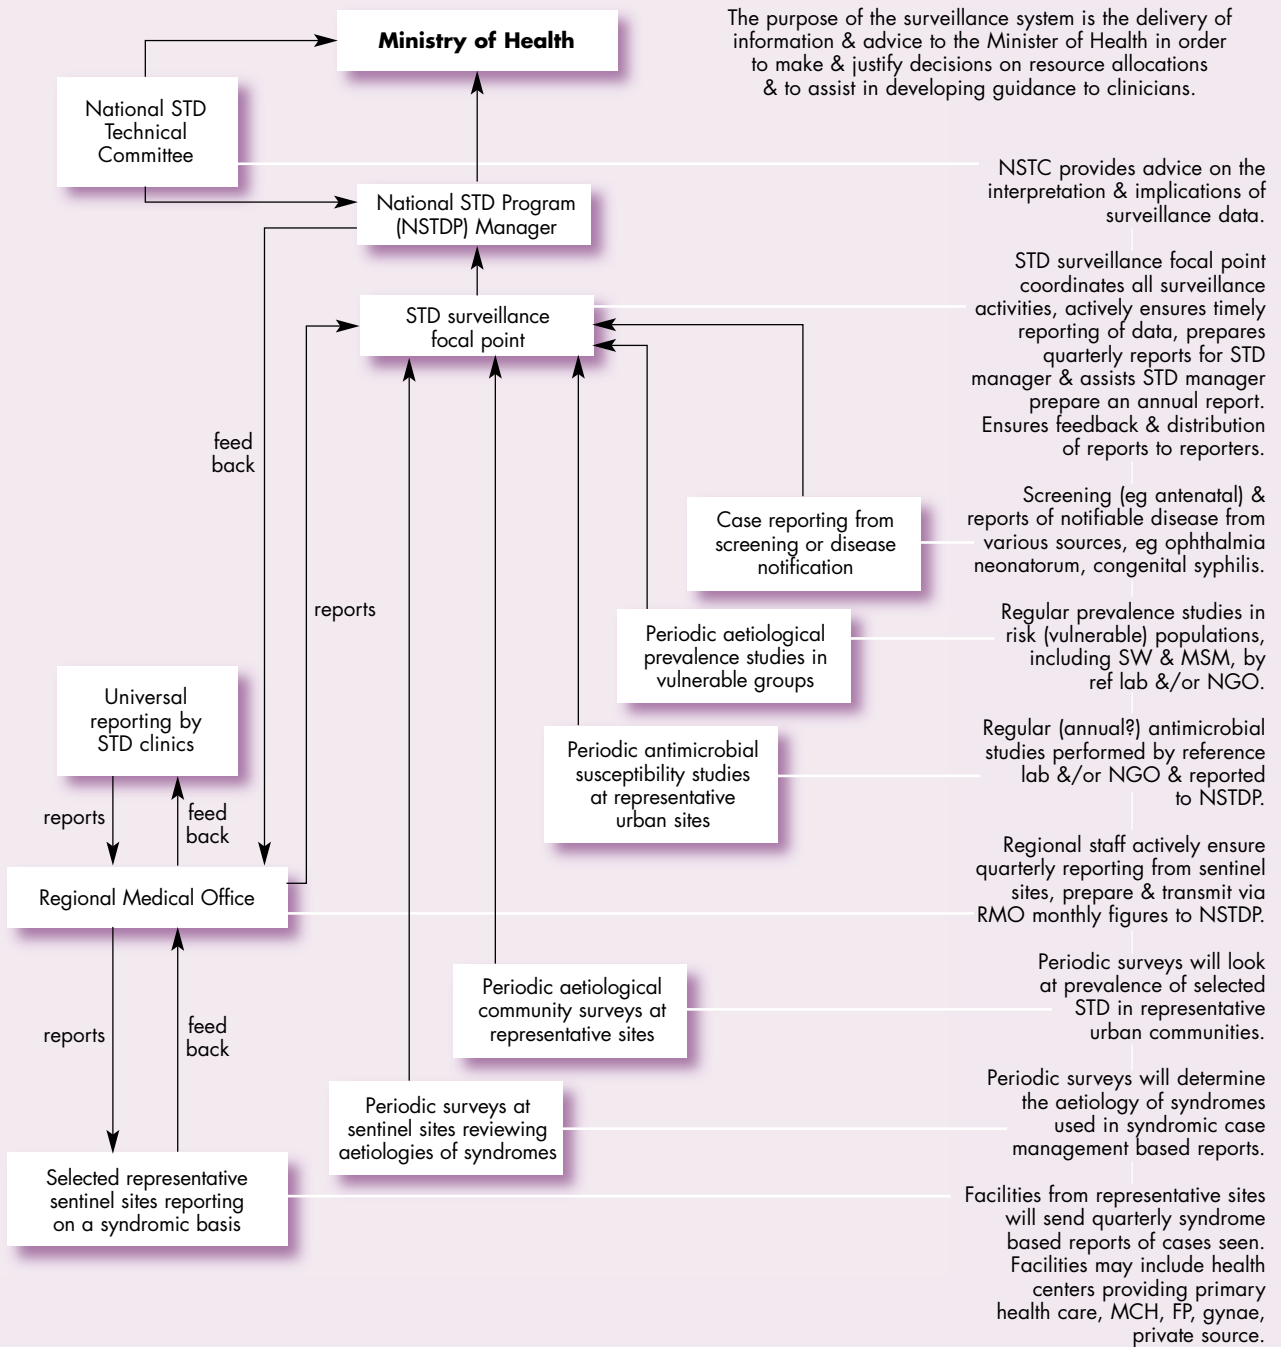 Ministry of Health
The purpose of the surveillance system is the delivery of
information & advice to the Minister of Health in order
to make & justify decisions on resource allocations
& to assist in developing guidance to clinicians.
National STD
Technical
Committee
NSTC provides advice on the
interpretation & implications of
surveillance data.
National STD Program
(NSTDP) Manager
STD surveillance focal point
coordinates all surveillance
activities, actively ensures timely
reporting of data, prepares
quarterly reports for STD
manager & assists STD manager
prepare an annual report.
Ensures feedback & distribution
of reports to reporters.
STD surveillance
focal point
feed
back
Case reporting from
screening or disease
notification
Screening (eg antenatal) &
reports of notifiable disease from
various sources, eg ophthalmia
neonatorum, congenital syphilis.
reports
Periodic aetiological
prevalence studies in
vulnerable groups
Regular prevalence studies in
risk (vulnerable) populations,
including SW & MSM, by
ref lab &/or NGO.
Universal
reporting by
STD clinics
Periodic antimicrobial
susceptibility studies
at representative
urban sites
Regular (annual?) antimicrobial
studies performed by reference
lab &/or NGO & reported
to NSTDP.
reports
feed
back
Regional Medical Office
Regional staff actively ensure
quarterly reporting from sentinel
sites, prepare & transmit via
RMO monthly figures to NSTDP.
Periodic aetiological
community surveys at
representative sites
Periodic surveys will look
at prevalence of selected
STD in representative
urban communities.
reports
feed
back
Periodic surveys at
sentinel sites reviewing
aetiologies of syndromes
Periodic surveys will determine
the aetiology of syndromes
used in syndromic case
management based reports.
Selected representative
sentinel sites reporting
on a syndromic basis
Facilities from representative sites
will send quarterly syndrome
based reports of cases seen.
Facilities may include health
centers providing primary
health care, MCH, FP, gynae,
private source.